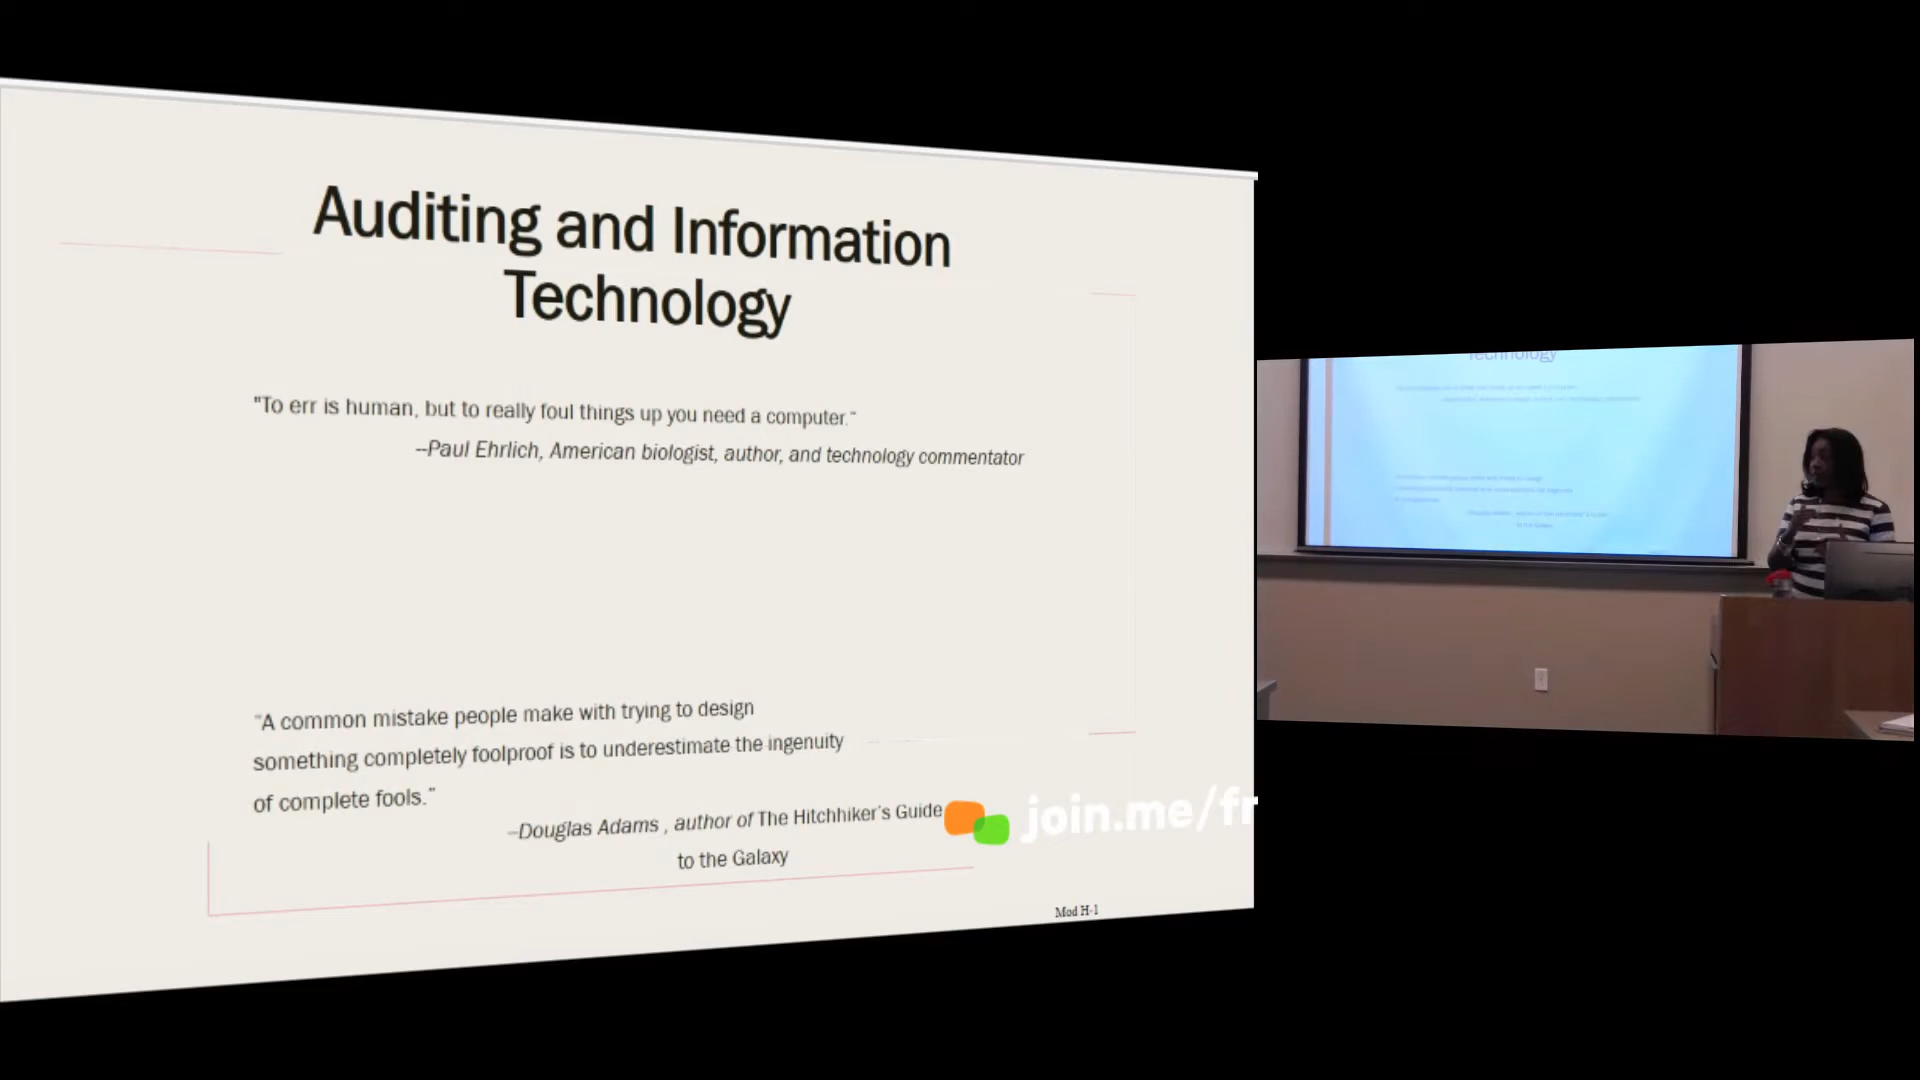 Auditing and Information
Technology
"To err is human, but to really foul things up you need a computer.”
–Paul Ehrlich, American biologist, author, and technology commentator
“A common mistake people make with trying to design
something completely foolproof is to underestimate the ingenuity
of complete fools.”
–Douglas Adams , author of The Hitchhiker’s Guide
to the Galaxy
join.me/fr
Mod H-1
Technology